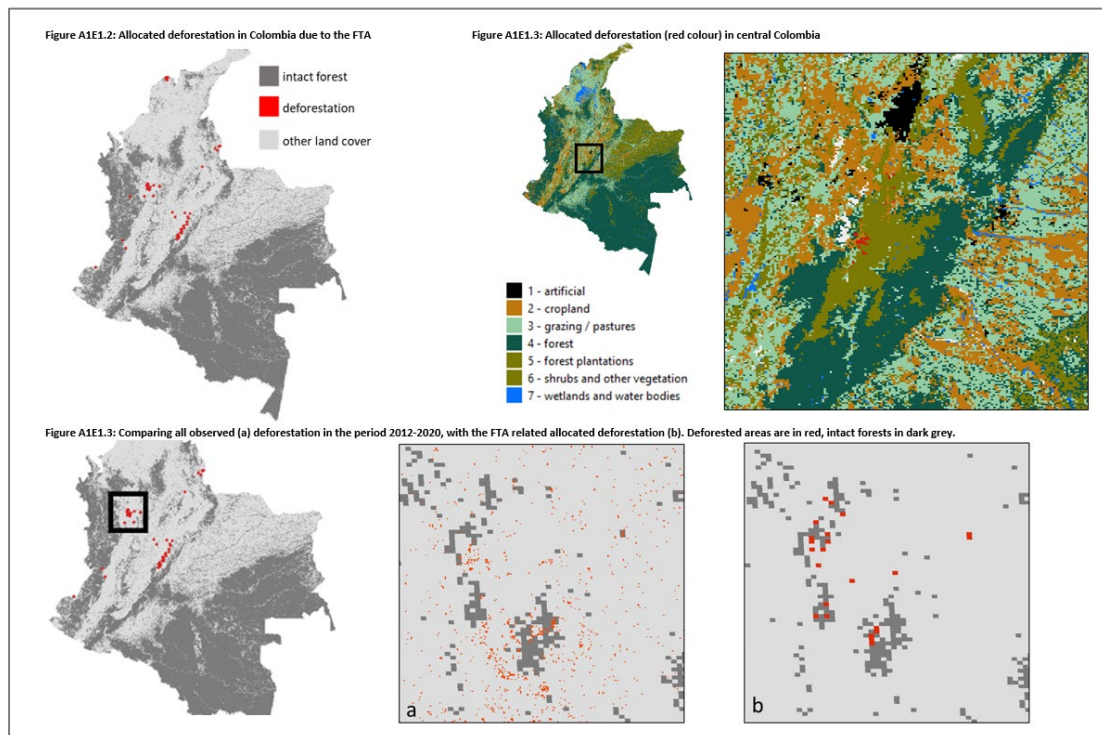 Figure A1E1.2: Allocated deforestation in Colombia due to the FTA
intact forest
deforestation
other land cover
Figure A1E1.3: Allocated deforestation (red colour) in central Colombia
1 - artificial
2 - cropland
3 - grazing / pastures
4 - forest
5 - forest plantations
6 - shrubs and other vegetation
7 - wetlands and water bodies
Figure A1E1.3: Comparing all observed (a) deforestation in the period 2012-2020, with the FTA related allocated deforestation (b). Deforested areas are in red, intact forests in dark grey.
a
b